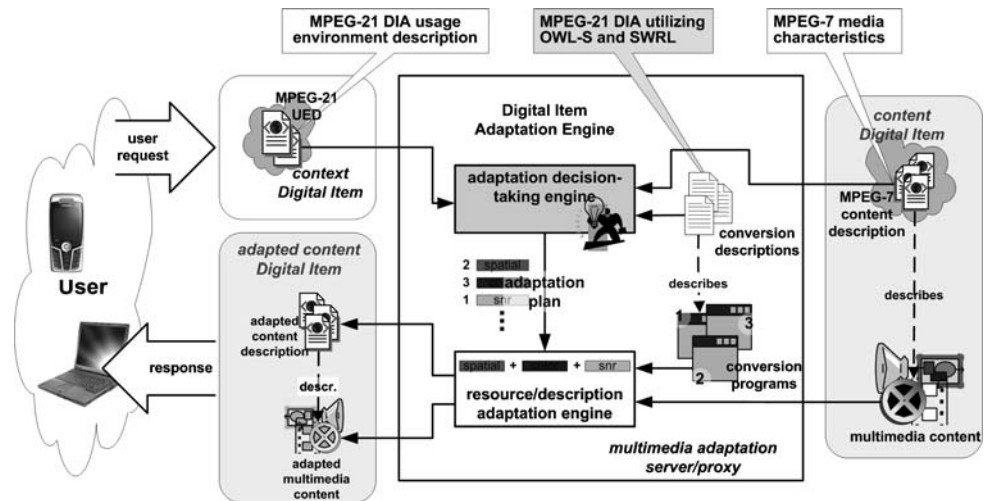 MPEG-21 DIA usage
environment description
MPEG-21 DIA utilizing
OWL-S and SWRL
MPEG-7 media
characteristics
user
request
MPEG-21
UED
context
Digital Item
Digital Item
Adaptation Engine
adaptation decision-
taking engine
conversion
descriptions
content
Digital Item
MPEG-7
content
description
User
adapted content
Digital Item
2 spatial
3 adaptation
1 snr plan
describes
describes
1
3
2
adapted
content
description
response
descr.
spatial + + snr
resource/description
adaptation engine
conversion
programs
multimedia content
adapted
multimedia
content
multimedia adaptation
server/proxy